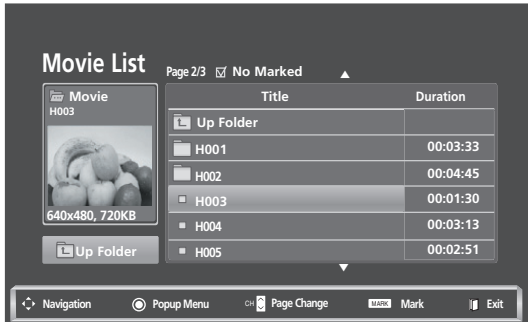 Movie List
Page 2/3 No Marked
Movie
H003
640x480, 720KB
Up Folder
Title Duration
Up Folder
H001 00:03:33
H002 00:04:45
H003 00:01:30
H004 00:03:13
H005 00:02:51
Navigation Popup Menu CH Page Change MARK Mark Exit